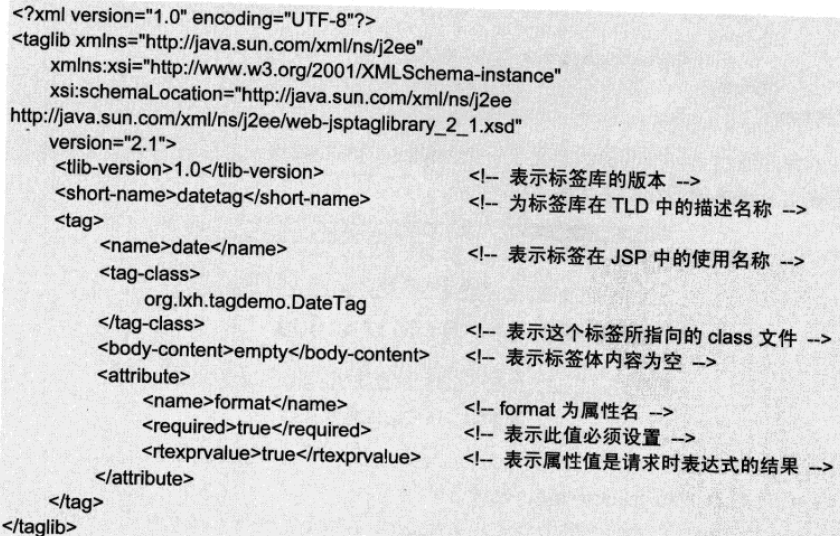 <?xml version="1.0" encoding="UTF-8"?>
<taglib xmlns="http://java.sun.com/xml/ns/j2ee"
xmlns:xsi="http://www.w3.org/2001/XMLSchema-instance"
xsi:schemaLocation="http://java.sun.com/xml/ns/j2ee
http://java.sun.com/xml/ns/j2ee/web-jsptaglibrary_2_1.xsd"
version="2.1">
<tlib-version>1.0</tlib-version> <!-- 表示标签库的版本 -->
<short-name>datetag</short-name> <!-- 为标签库在 TLD 中的描述名称 -->
<tag>
<name>date</name> <!-- 表示标签在 JSP 中的使用名称 -->
<tag-class>
org.lxh.tagdemo.DateTag
</tag-class> <!-- 表示这个标签所指向的 class 文件 -->
<body-content>empty</body-content> <!-- 表示标签体内容为空 -->
<attribute>
<name>format</name> <!-- format 为属性名 -->
<required>true</required> <!-- 表示此值必须设置 -->
<rtexprvalue>true</rtexprvalue> <!-- 表示属性值是请求时表达式的结果 -->
</attribute>
</tag>
</taglib>